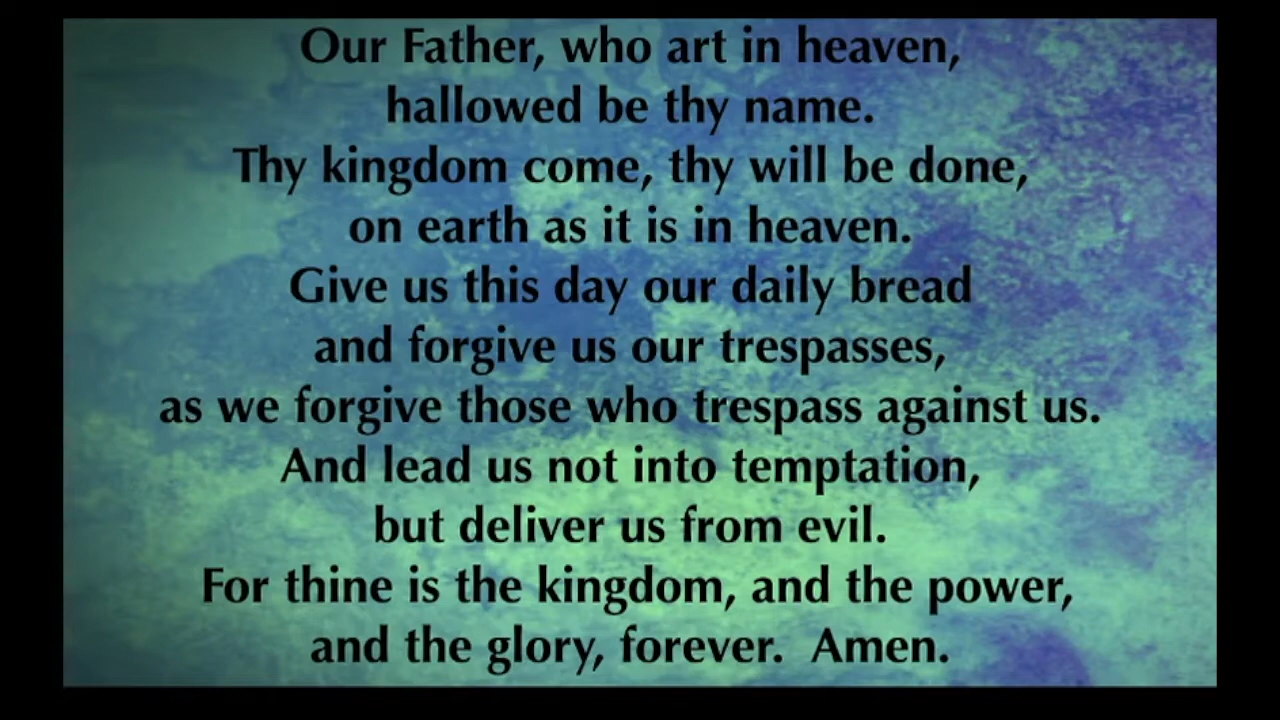 Our Father, who art in heaven,
hallowed be thy name.
Thy kingdom come, thy will be done,
on earth as it is in heaven.
Give us this day our daily bread
and forgive us our trespasses,
as we forgive those who trespass against us.
And lead us not into temptation,
but deliver us from evil.
For thine is the kingdom, and the power,
and the glory, forever.  Amen.